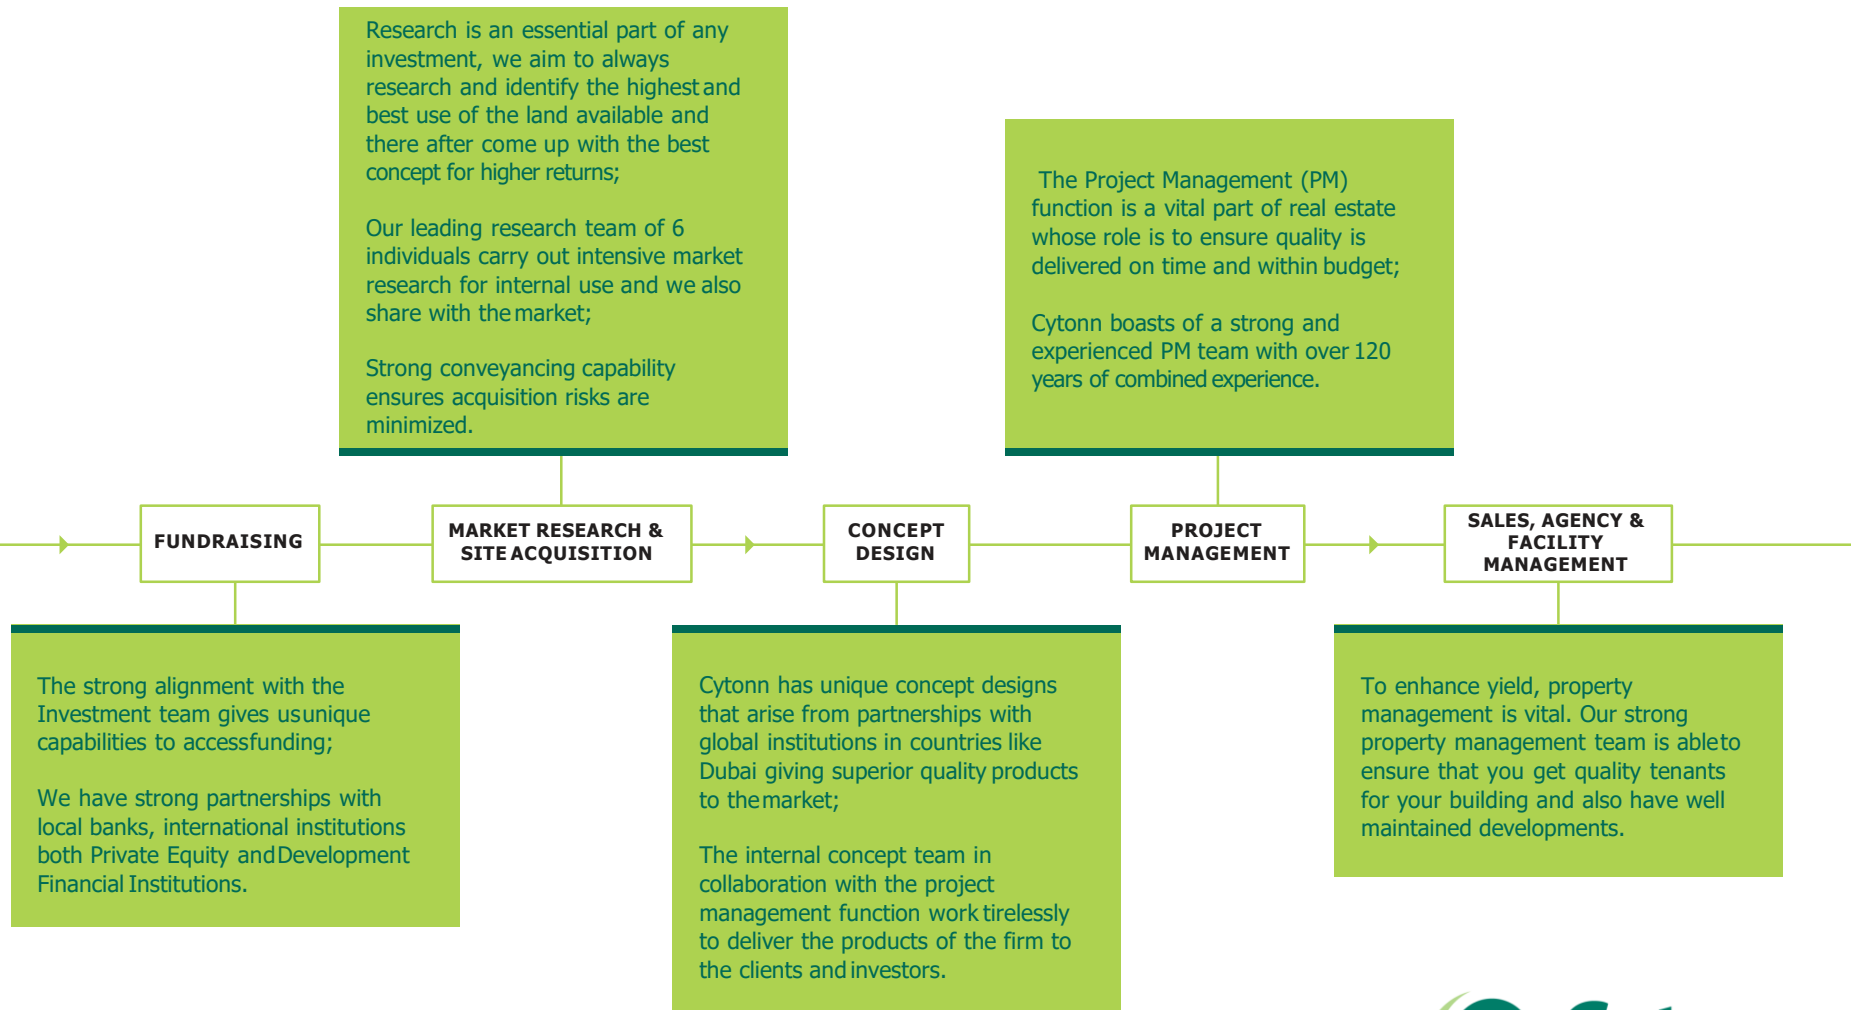 Research is an essential part of any
investment, we aim to always
research and identify the highest and
best use of the land available and
there after come up with the best
concept for higher returns;
Our leading research team of 6
individuals carry out intensive market
research for internal use and we also
share with the market;
Strong conveyancing capability
ensures acquisition risks are
minimized.
The Project Management (PM)
function is a vital part of real estate
whose role is to ensure quality is
delivered on time and within budget;
Cytonn boasts of a strong and
experienced PM team with over 120
years of combined experience.
FUNDRAISING
MARKET RESEARCH &
SITE ACQUISITION
CONCEPT
DESIGN
PROJECT
MANAGEMENT
SALES, AGENCY &
FACILITY
MANAGEMENT
The strong alignment with the
Investment team gives us unique
capabilities to access funding;
We have strong partnerships with
local banks, international institutions
both Private Equity and Development
Financial Institutions.
Cytonn has unique concept designs
that arise from partnerships with
global institutions in countries like
Dubai giving superior quality products
to the market;
The internal concept team in
collaboration with the project
management function work tirelessly
to deliver the products of the firm to
the clients and investors.
To enhance yield, property
management is vital. Our strong
property management team is able to
ensure that you get quality tenants
for your building and also have well
maintained developments.